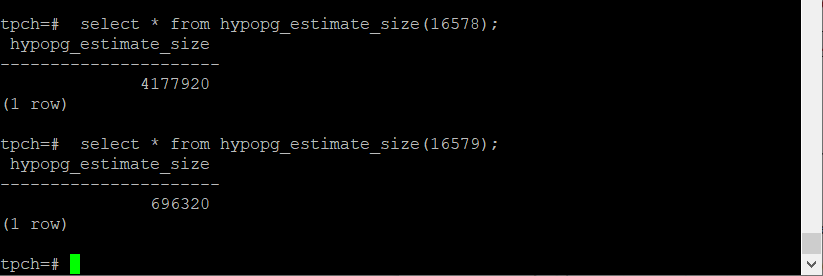 tpch=#  select * from hypopg_estimate_size(16578);
 hypopg_estimate_size
----------------------
              4177920
(1 row)
tpch=#  select * from hypopg_estimate_size(16579);
 hypopg_estimate_size
----------------------
               696320
(1 row)
tpch=#